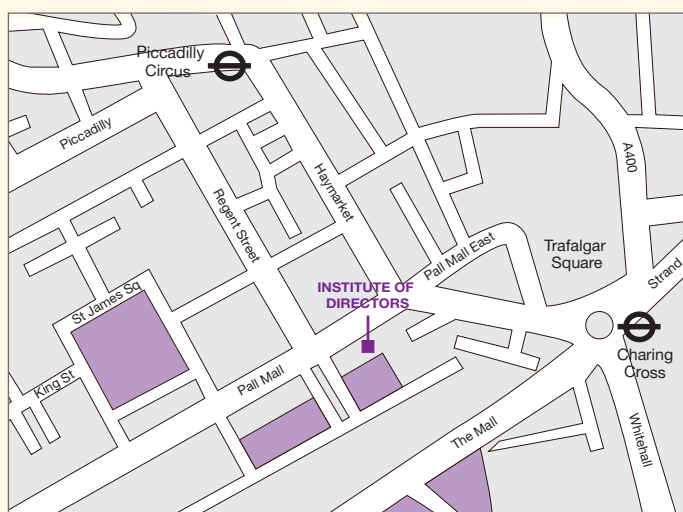 Piccadilly
Circus
Piccadilly
A400
Haymarket
Regent Street
Pall Mall East
Trafalgar
Square
Strand
INSTITUTE OF
DIRECTORS
St James Sq
Charing
Cross
King St
Pall Mall
The Mall
Whitehall